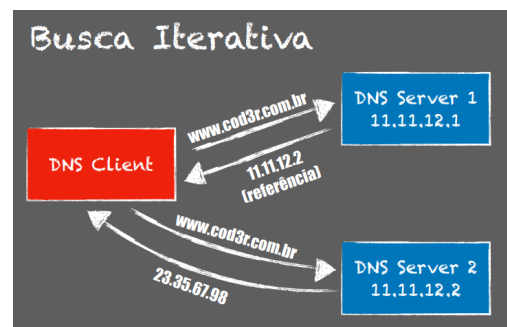 Busca Iterativa
DNS Client
www.cod3r.com.br
11.11.12.2
(referência)
DNS Server 1
11.11.12.1
www.cod3r.com.br
23.35.67.98
DNS Server 2
11.11.12.2